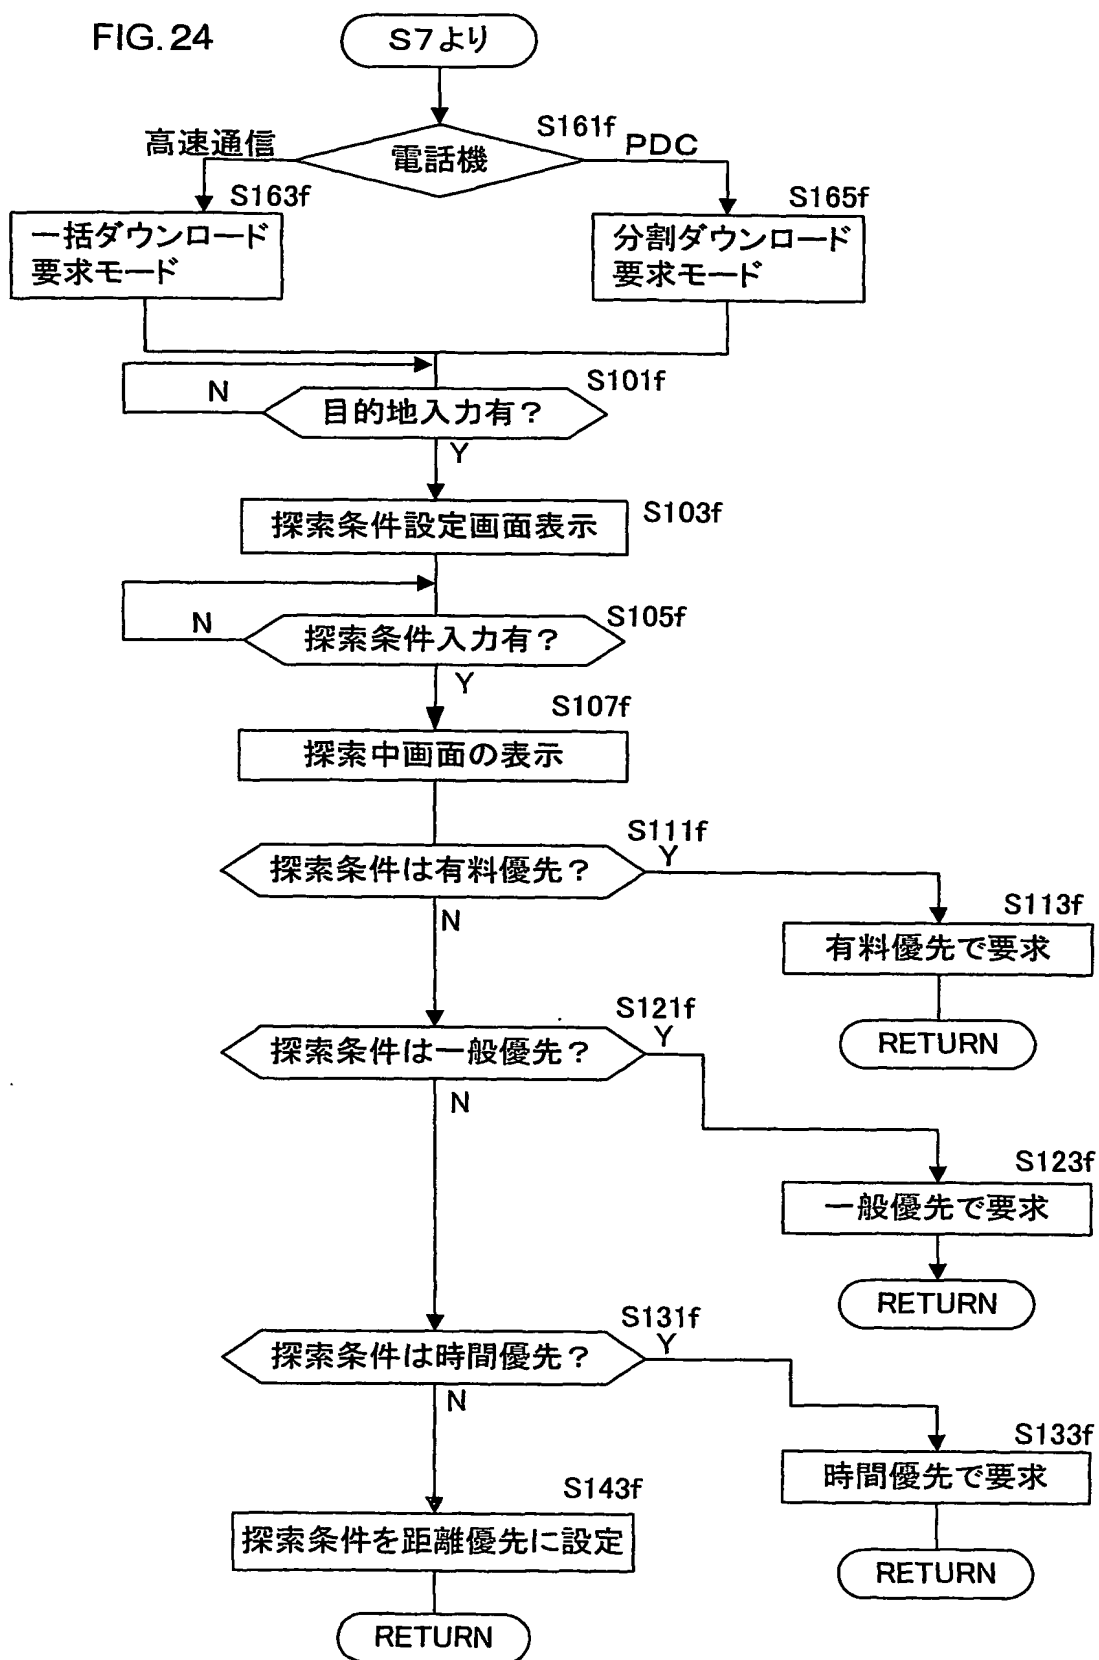 FIG. 24
S7より
S161f
高速通信
電話機
PDC
S163f
S165f
一括ダウンロード
要求モード
分割ダウンロード
要求モード
S101f
N
目的地入力有?
Y
探索条件設定画面表示
S103f
S105f
N
探索条件入力有?
Y
S107f
探索中画面の表示
S111f
探索条件は有料優先?
Y
S113f
N
有料優先で要求
RETURN
S121f
探索条件は一般優先?
Y
N
S123f
一般優先で要求
RETURN
S131f
探索条件は時間優先?
Y
N
S133f
時間優先で要求
S143f
探索条件を距離優先に設定
RETURN
RETURN